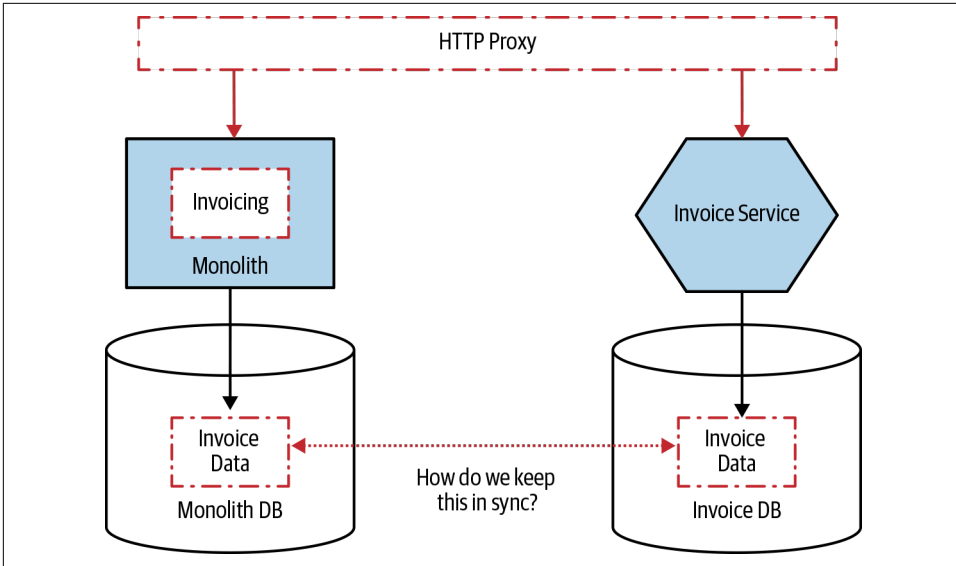 HTTP Proxy
Invoicing
Monolith
Invoice Service
Invoice
Data
Monolith DB
How do we keep
this in sync?
Invoice
Data
Invoice DB